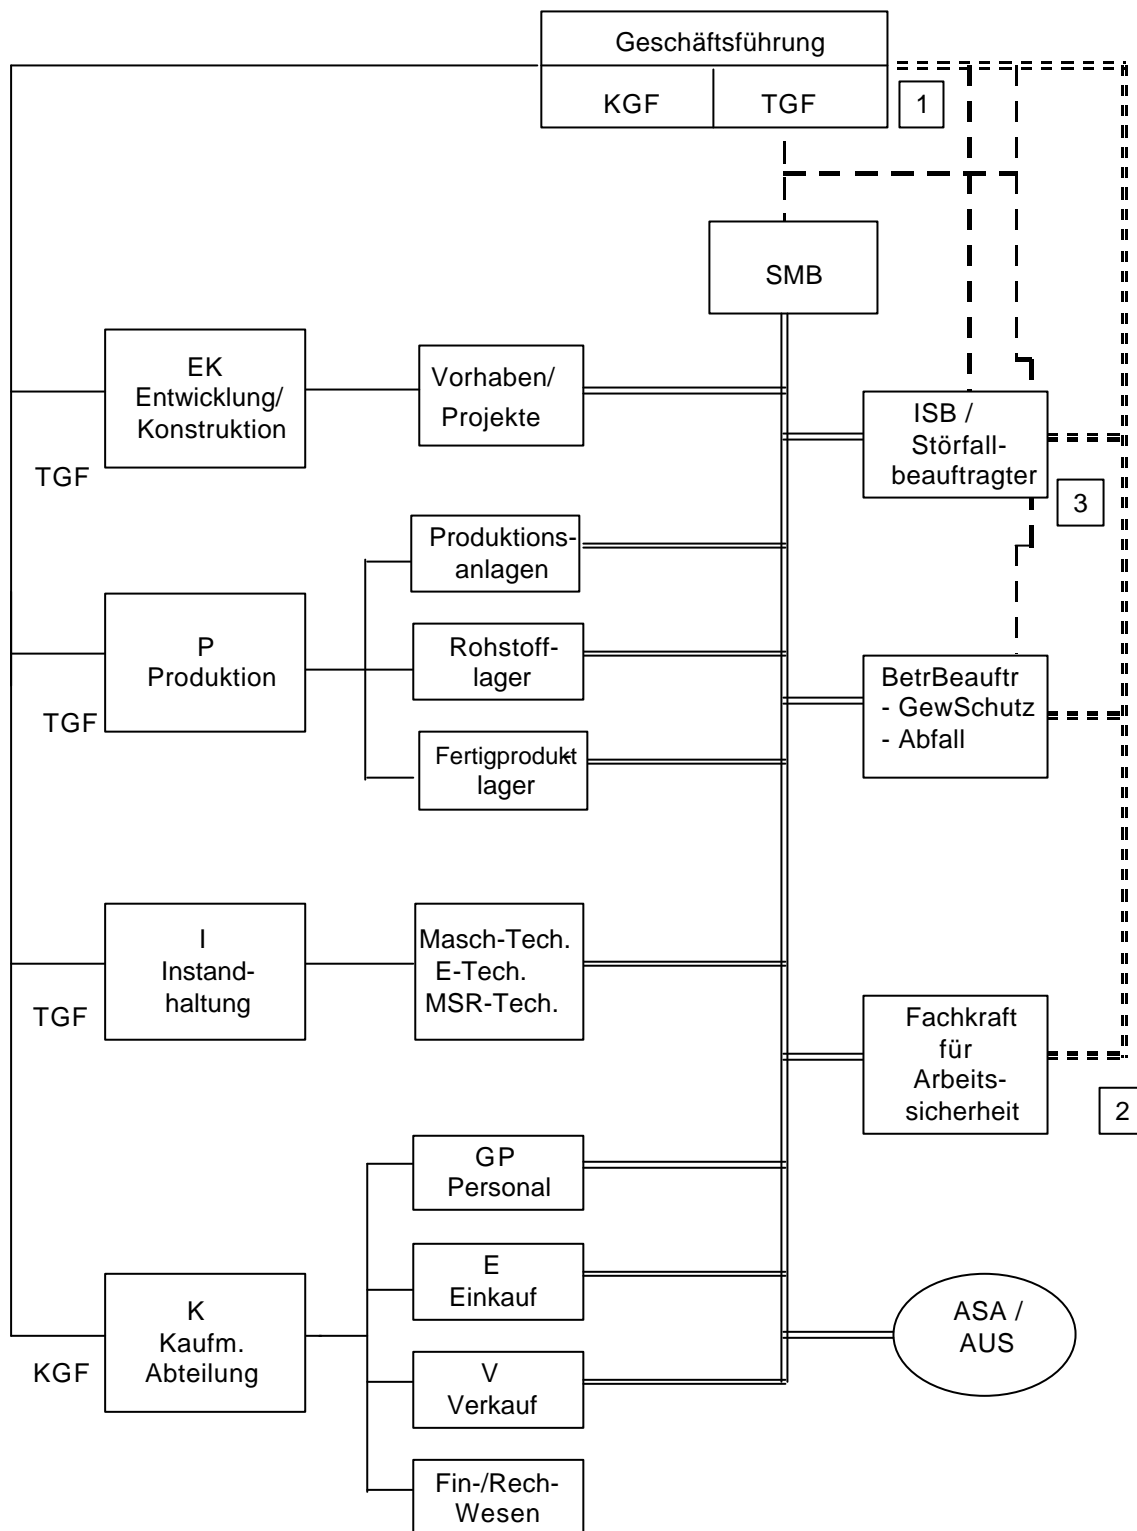 Geschäftsführung
KGF
TGF
1
SMB
EK
Entwicklung/
Konstruktion
TGF
Vorhaben/
Projekte
ISB /
Störfall-
beauftragter
3
Produktions-
anlagen
P
Produktion
TGF
Rohstoff-
lager
BetrBeauftr
- GewSchutz
- Abfall
Fertigprodukt-
lager
I
Instand-
haltung
TGF
Masch-Tech.
E-Tech.
MSR-Tech.
Fachkraft
für
Arbeits-
sicherheit
2
GP
Personal
E
Einkauf
K
Kaufm.
Abteilung
KGF
V
Verkauf
ASA /
AUS
Fin-/Rech-
Wesen